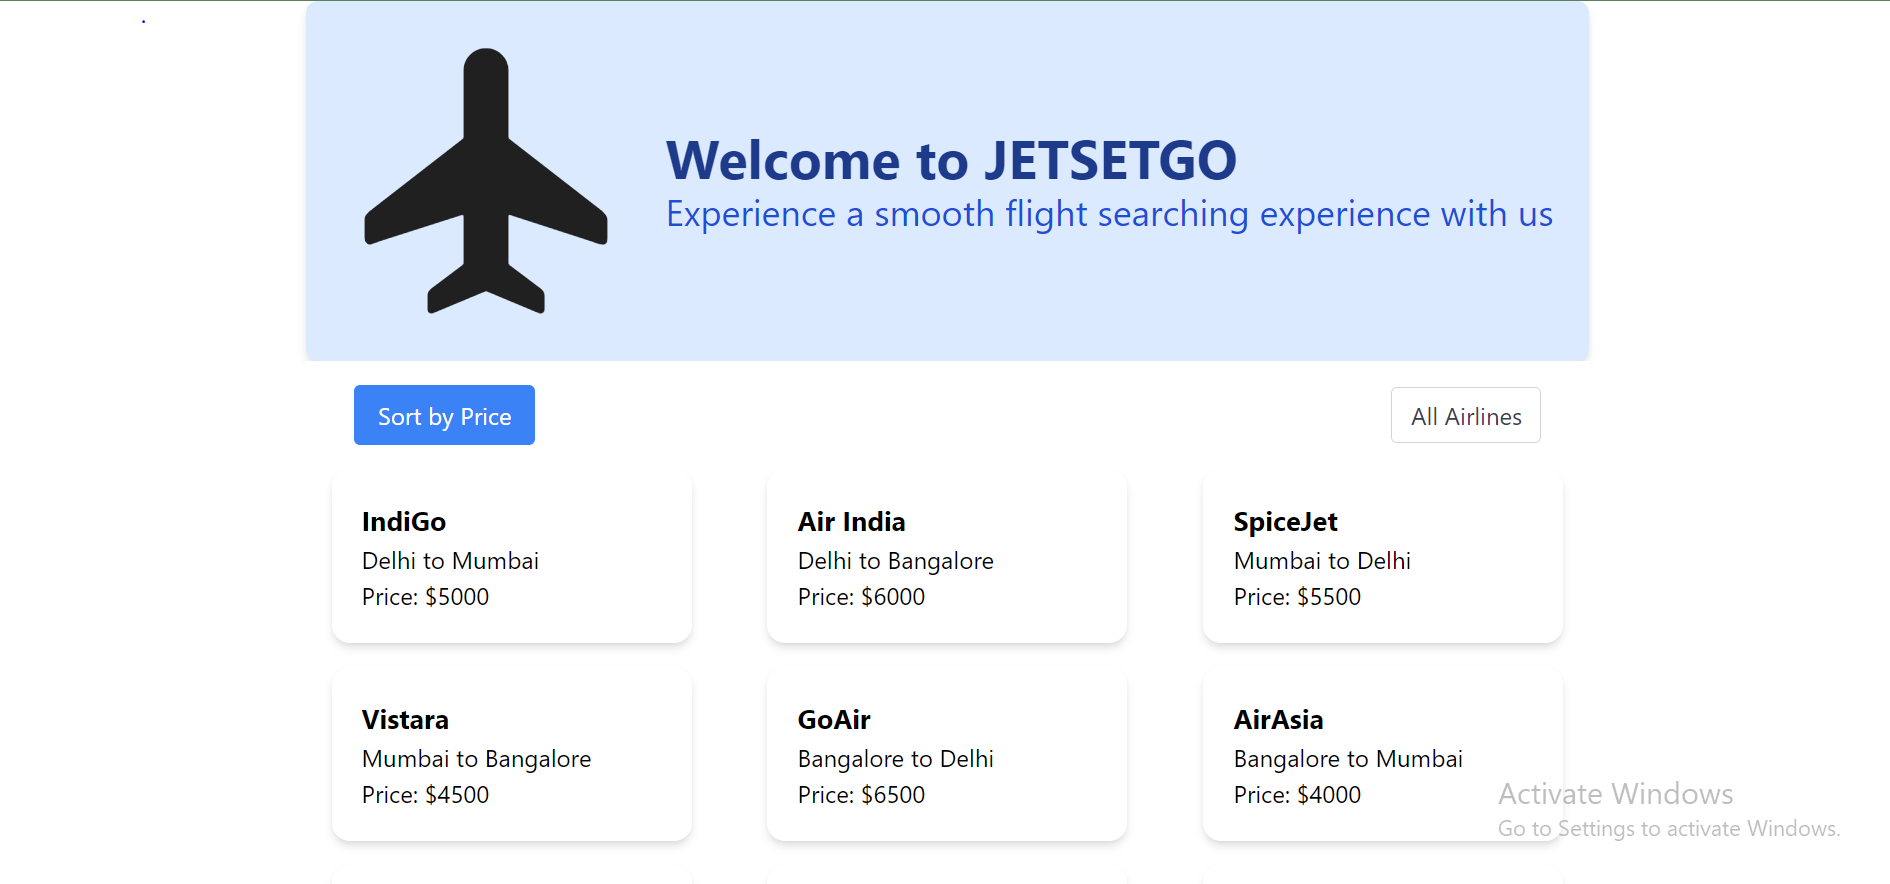 Welcome to JETSETGO
Experience a smooth flight searching experience with us
Sort by Price
All Airlines
IndiGo
Delhi to Mumbai
Price: $5000
Air India
Delhi to Bangalore
Price: $6000
SpiceJet
Mumbai to Delhi
Price: $5500
Vistara
Mumbai to Bangalore
Price: $4500
GoAir
Bangalore to Delhi
Price: $6500
AirAsia
Bangalore to Mumbai
Price: $4000
Activate Windows
Go to Settings to activate Windows.